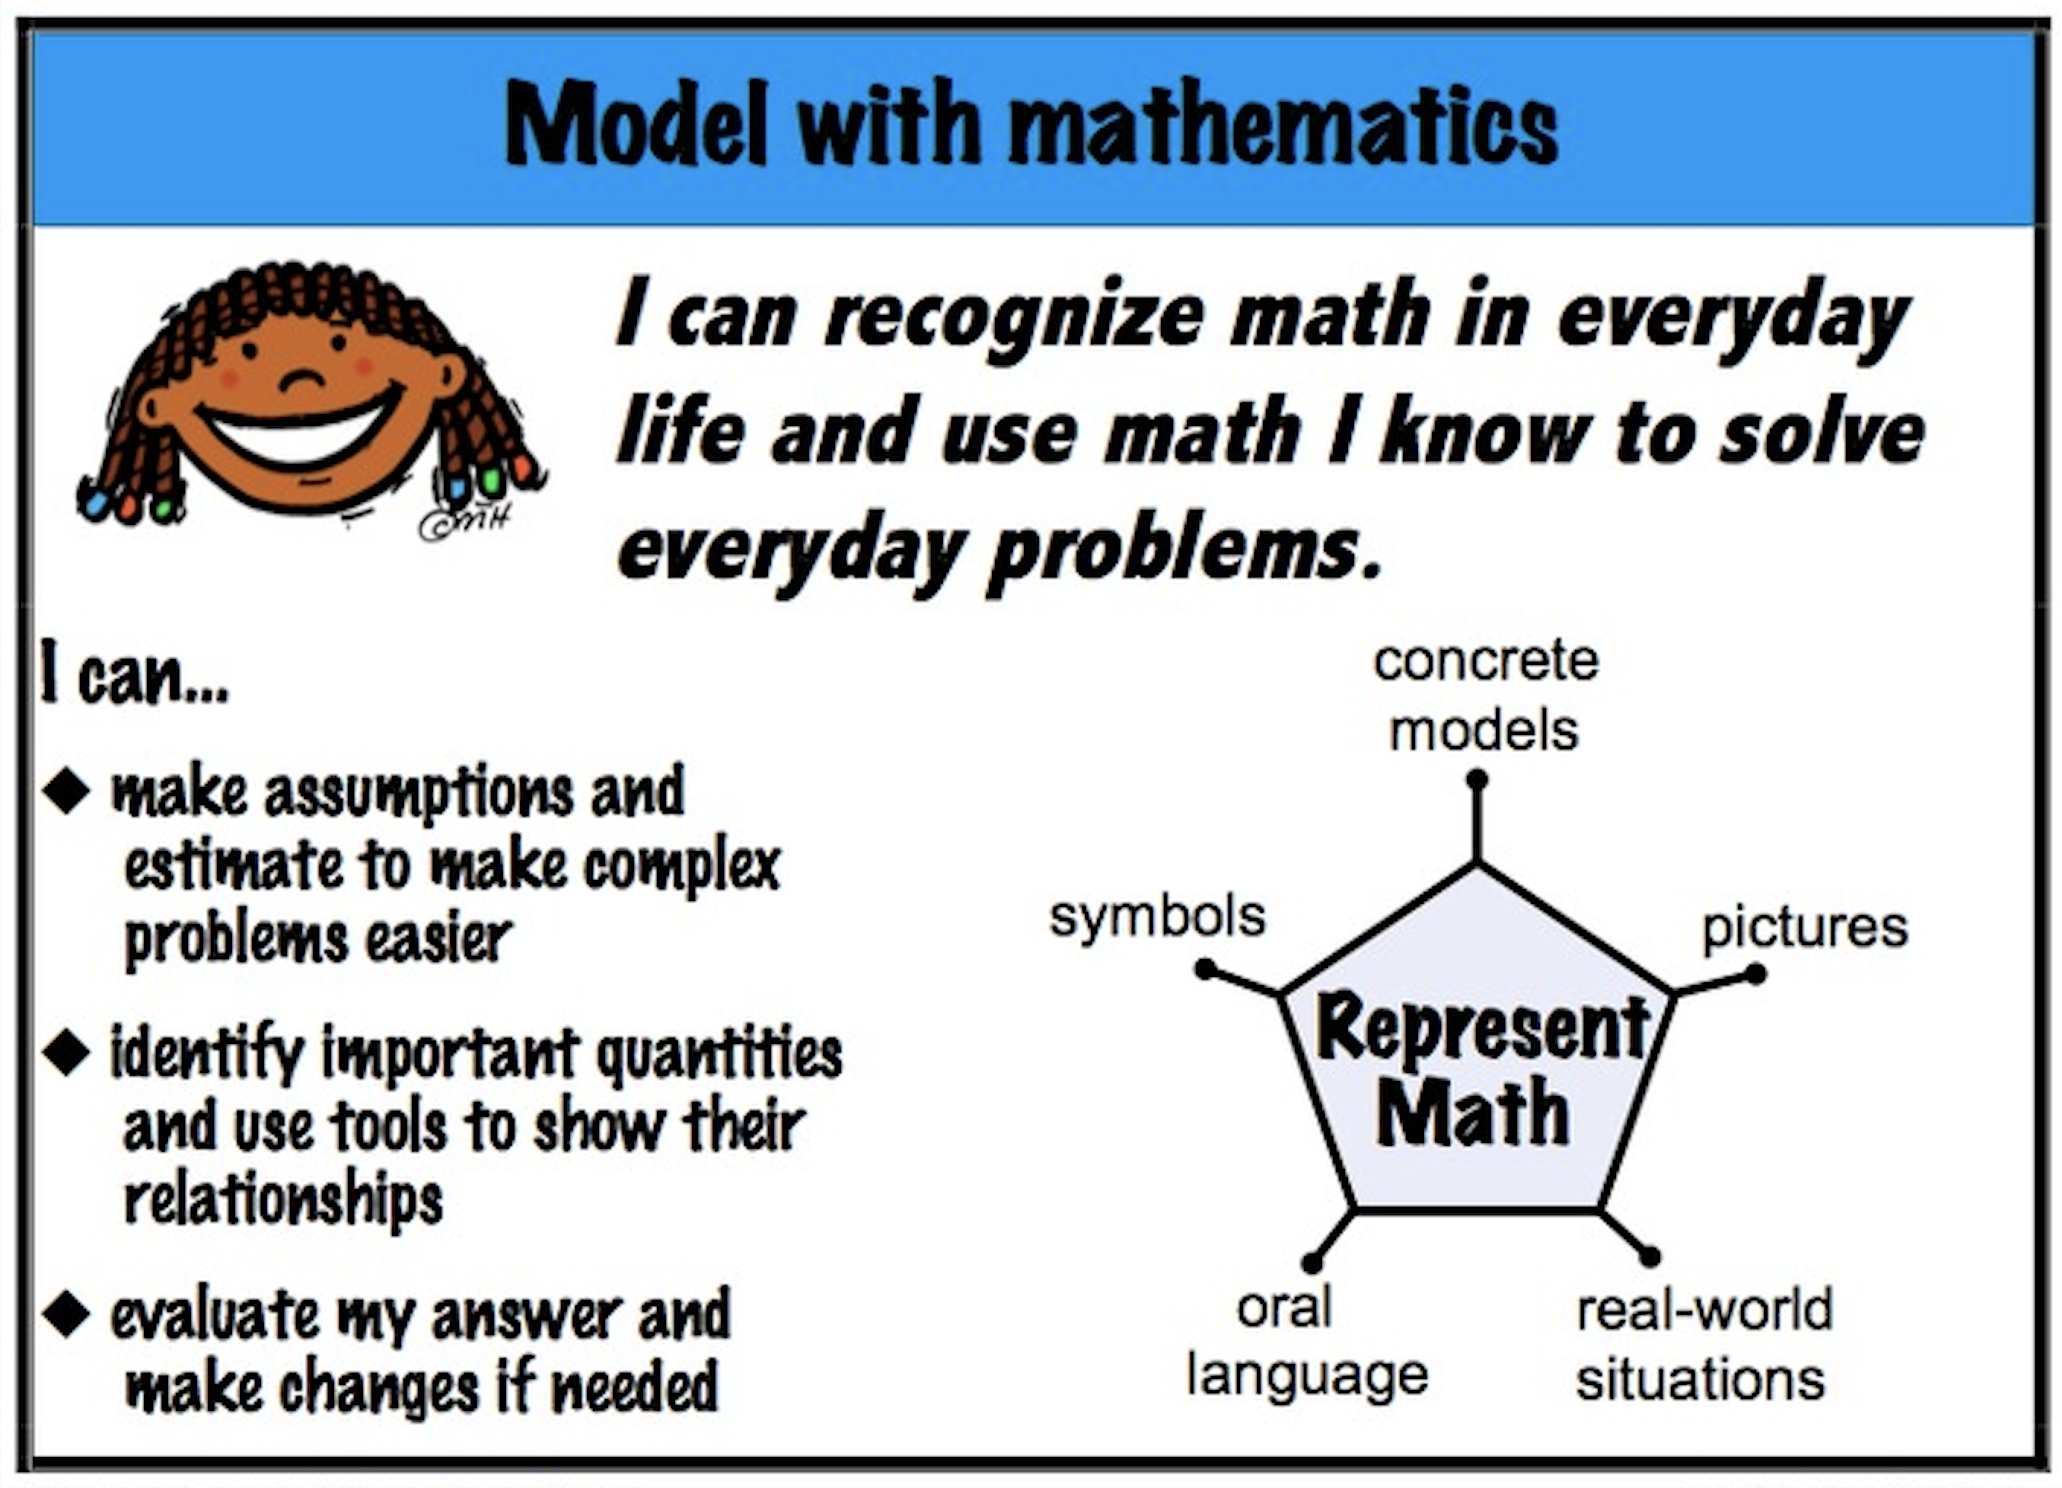 Model with mathematics
I can recognize math in everyday
life and use math I know to solve
everyday problems.
©MH
I can...
◆ make assumptions and
estimate to make complex
problems easier
◆ identify important quantities
and use tools to show their
relationships
◆ evaluate my answer and
make changes if needed
concrete
models
symbols
pictures
Represent
Math
oral
language
real-world
situations